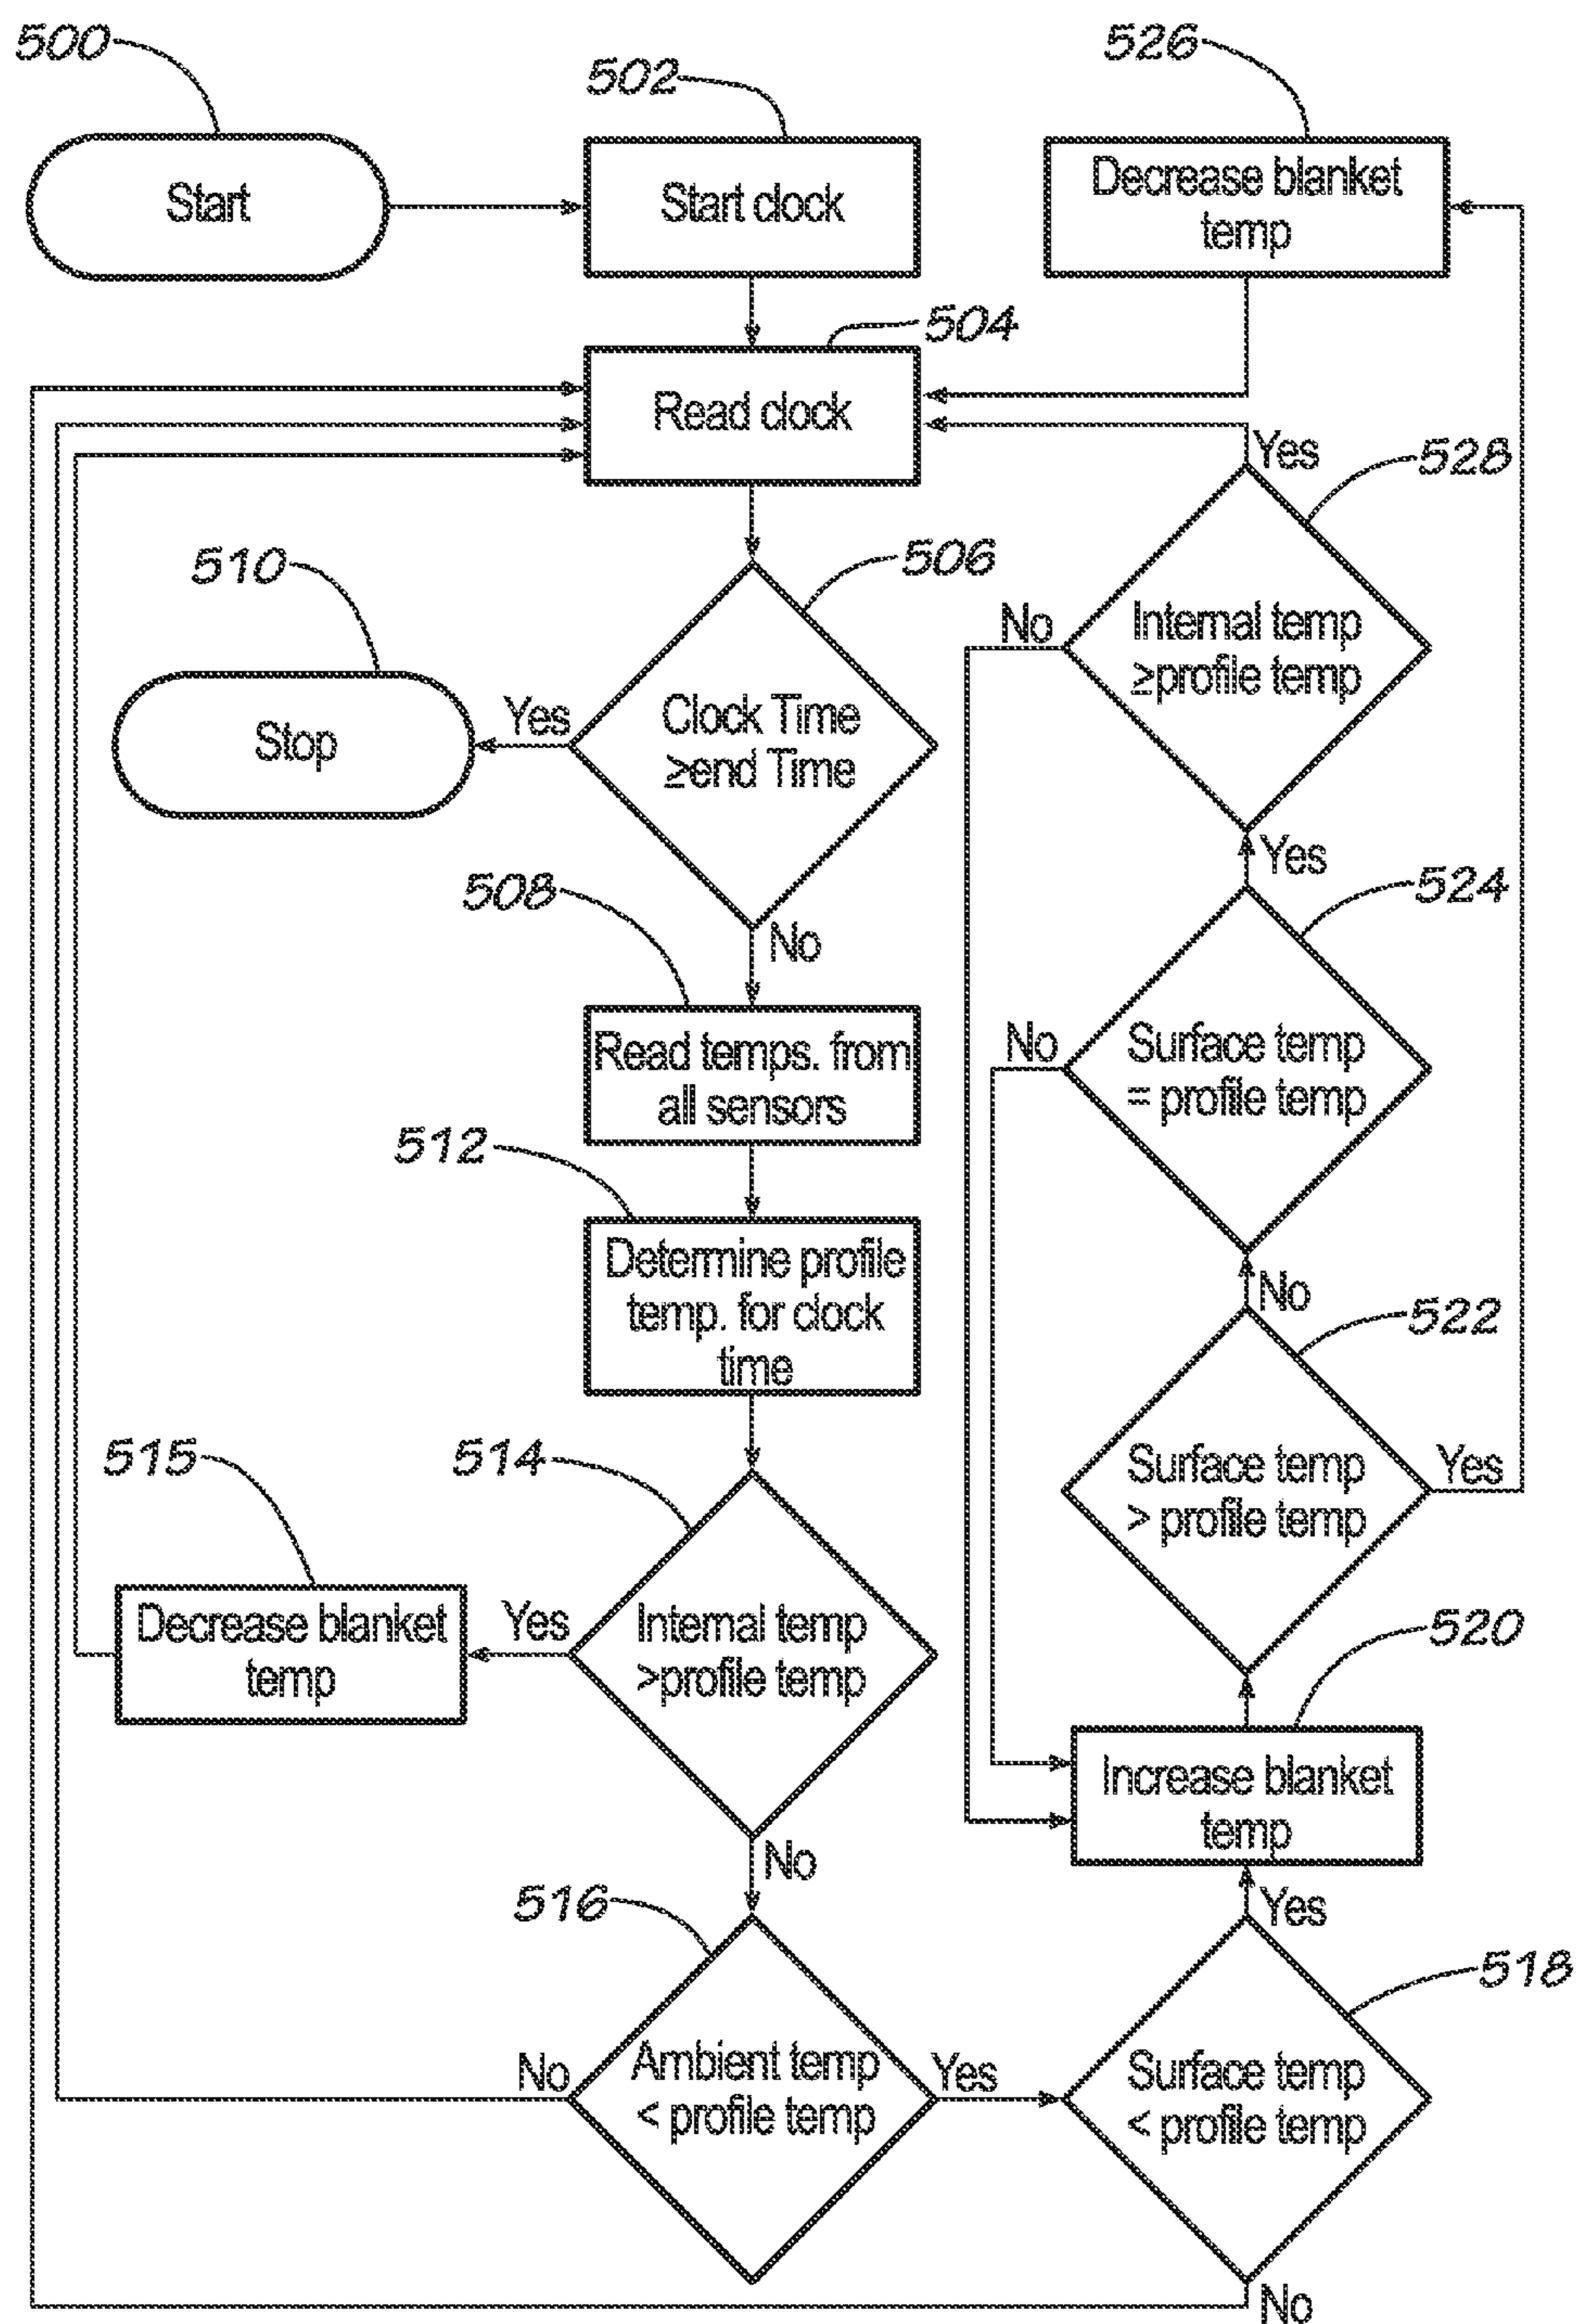 500
502
526
Start
Start clock
Decrease blanket
temp
504
Read clock
Yes
528
510
506
No
Internal temp
≥profile temp
Stop
Yes
Clock Time
≥end Time
Yes
508
524
No
Read temps. from
all sensors
No
Surface temp
= profile temp
512
Determine profile
temp. for clock
time
No
522
515
514
Surface temp
> profile temp
Yes
Decrease blanket
temp
Yes
Internal temp
>profile temp
520
Increase blanket
temp
No
516
Yes
518
No
Ambient temp
< profile temp
Yes
Surface temp
< profile temp
No